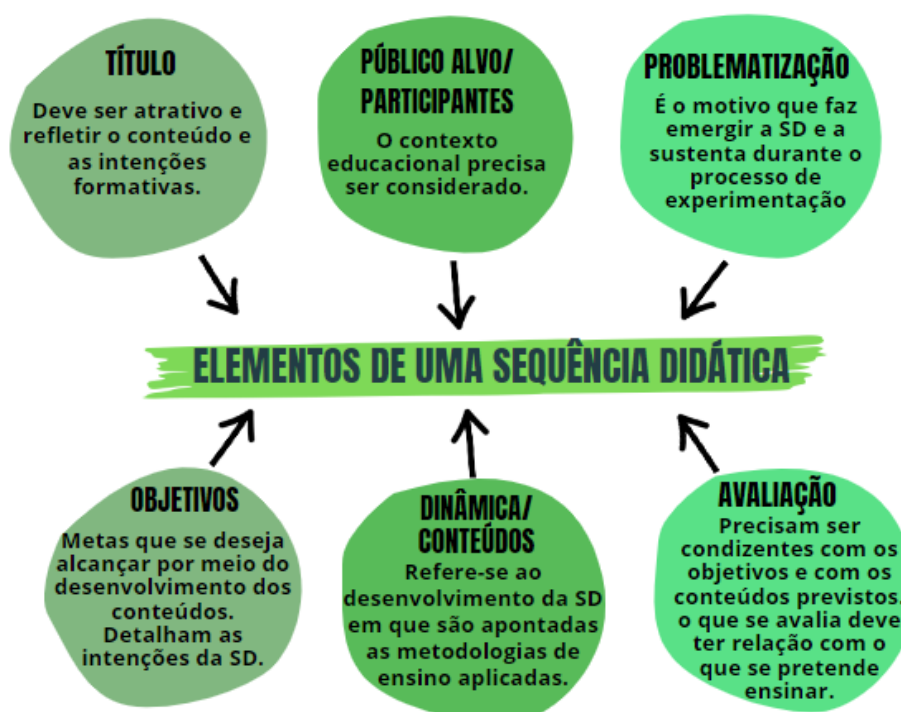 TÍTULO
Deve ser atrativo e
refletir o conteúdo e
as intenções
formativas.
PÚBLICO ALVO/
PARTICIPANTES
O contexto
educacional precisa
ser considerado.
PROBLEMATIZAÇÃO
É o motivo que faz
emergir a SD e a
sustenta durante o
processo de
experimentação
ELEMENTOS DE UMA SEQUÊNCIA DIDÁTICA
OBJETIVOS
Metas que se deseja
alcançar por meio do
desenvolvimento dos
conteúdos.
Detalham as
intenções da SD.
DINÂMICA/
CONTEÚDOS
Refere-se ao
desenvolvimento da SD
em que são apontadas
as metodologias de
ensino aplicadas.
AVALIAÇÃO
Precisam ser
condizentes com os
objetivos e com os
conteúdos previstos.
o que se avalia deve
ter relação com o
que se pretende
ensinar.